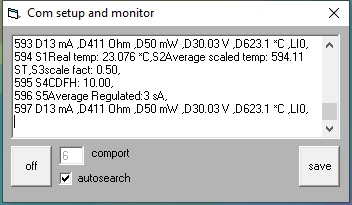 Com setup and monitor
593 D13 mA ,D411 Ohm ,D50 mW ,D30.03 V ,D623.1 *C ,LI0,
594 S1Real temp: 23.076 *C,S2Average scaled temp: 594.11
ST,S3scale fact: 0.50,
595 S4CDFH: 10.00,
596 S5Average Regulated:3 sA,
597 D13 mA ,D411 Ohm ,D50 mW ,D30.03 V ,D623.1 *C ,LI0,
off
6
comport
autosearch
save